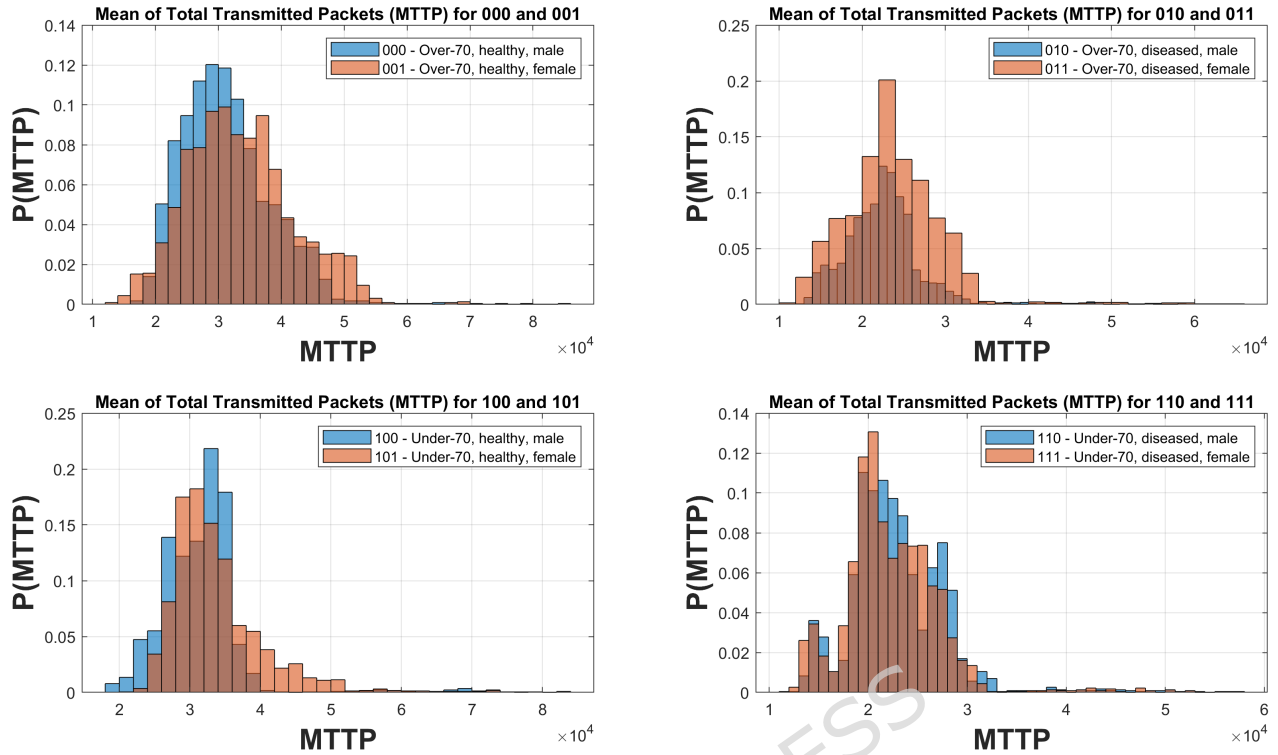 Mean of Total Transmitted Packets (MTTP) for 000 and 001
0.14
0.12
0.1
0.08
0.06
0.04
0.02
0
P(MTTP)
000 - Over-70, healthy, male
001 - Over-70, healthy, female
1 2 3 4 5 6 7 8
MTTP
×10⁴
Mean of Total Transmitted Packets (MTTP) for 010 and 011
0.25
0.2
0.15
0.1
0.05
0
P(MTTP)
010 - Over-70, diseased, male
011 - Over-70, diseased, female
1 2 3 4 5 6
MTTP
×10⁴
Mean of Total Transmitted Packets (MTTP) for 100 and 101
0.25
0.2
0.15
0.1
0.05
0
P(MTTP)
100 - Under-70, healthy, male
101 - Under-70, healthy, female
2 3 4 5 6 7 8
MTTP
×10⁴
Mean of Total Transmitted Packets (MTTP) for 110 and 111
0.14
0.12
0.1
0.08
0.06
0.04
0.02
0
P(MTTP)
110 - Under-70, diseased, male
111 - Under-70, diseased, female
1 2 3 4 5 6
MTTP
×10⁴
ESS